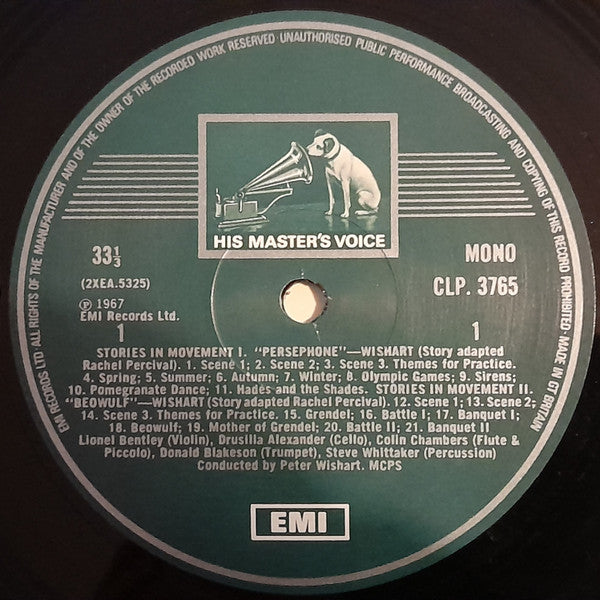 EMI RECORDS LTD · ALL RIGHTS OF THE MANUFACTURER AND OF THE OWNER OF THE RECORDED WORK RESERVED · UNAUTHORISED PUBLIC PERFORMANCE BROADCASTING AND COPYING OF THIS RECORD PROHIBITED · MADE IN GT BRITAIN
HIS MASTER'S VOICE
33⅓ MONO
(2XEA.5325) CLP. 3765
℗ 1967
EMI Records Ltd.
1 1
STORIES IN MOVEMENT I. "PERSEPHONE"—WISHART (Story adapted
Rachel Percival). 1. Scene 1; 2. Scene 2; 3. Scene 3. Themes for Practice.
4. Spring; 5. Summer; 6. Autumn; 7. Winter; 8. Olympic Games; 9. Sirens;
10. Pomegranate Dance; 11. Hades and the Shades. STORIES IN MOVEMENT II.
"BEOWULF"—WISHART (Story adapted Rachel Percival). 12. Scene 1; 13. Scene 2;
14. Scene 3. Themes for Practice. 15. Grendel; 16. Battle I; 17. Banquet I;
18. Beowulf; 19. Mother of Grendel; 20. Battle II; 21. Banquet II
Lionel Bentley (Violin), Drusilla Alexander (Cello), Colin Chambers (Flute &
Piccolo), Donald Blakeson (Trumpet), Steve Whittaker (Percussion)
Conducted by Peter Wishart. MCPS
EMI